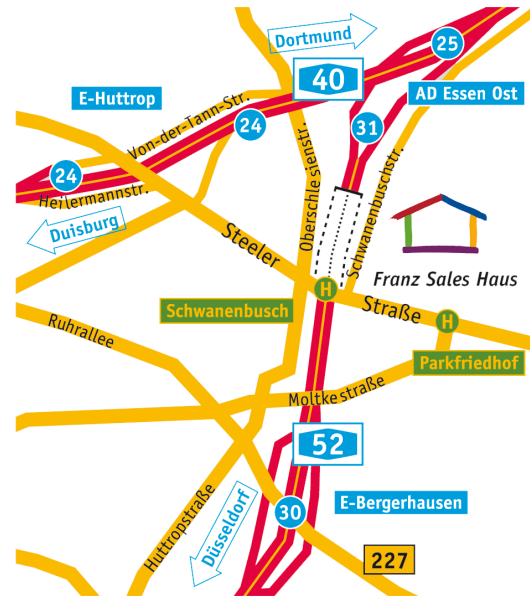 Dortmund
25
40
E-Huttrop
AD Essen Ost
Von-der-Tann-Str.
24
31
24
Heilermannstr.
Oberschlesienstr.
Schwanenbuschstr.
Duisburg
Steeler
Straße
Franz Sales Haus
H
Schwanenbusch
H
Ruhrallee
Parkfriedhof
Moltkestraße
52
Huttropstraße
Düsseldorf
30
E-Bergerhausen
227